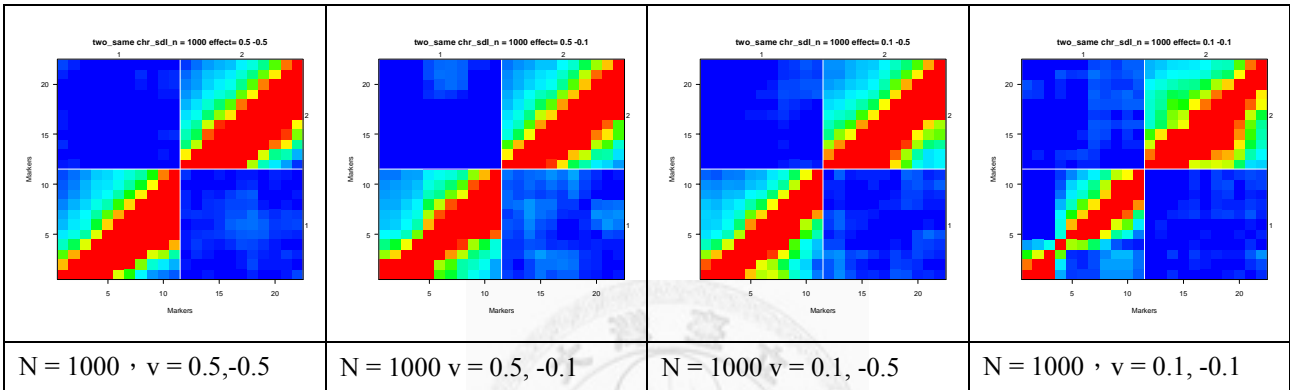 two_same chr_sdl_n = 1000 effect= 0.5 -0.5
1 2
20
15
10
5
Markers
2
1
5 10 15 20
Markers
N = 1000，v = 0.5,-0.5
two_same chr_sdl_n = 1000 effect= 0.5 -0.1
1 2
20
15
10
5
Markers
2
1
5 10 15 20
Markers
N = 1000 v = 0.5, -0.1
two_same chr_sdl_n = 1000 effect= 0.1 -0.5
1 2
20
15
10
5
Markers
2
1
5 10 15 20
Markers
N = 1000 v = 0.1, -0.5
two_same chr_sdl_n = 1000 effect= 0.1 -0.1
1 2
20
15
10
5
Markers
2
1
5 10 15 20
Markers
N = 1000，v = 0.1, -0.1